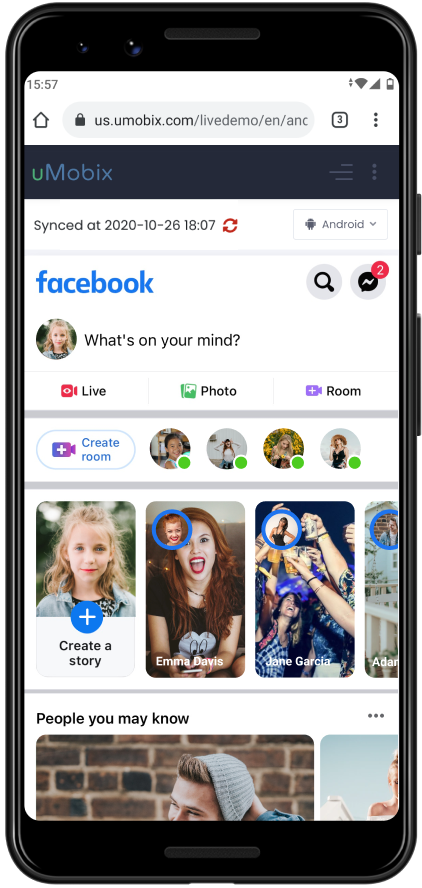 15:57
us.umobix.com/livedemo/en/anc
3
uMobix
Synced at 2020-10-26 18:07
Android
facebook
2
What's on your mind?
Live
Photo
Room
Create
room
Create a
story
Emma Davis
Jane Garcia
Adar
People you may know